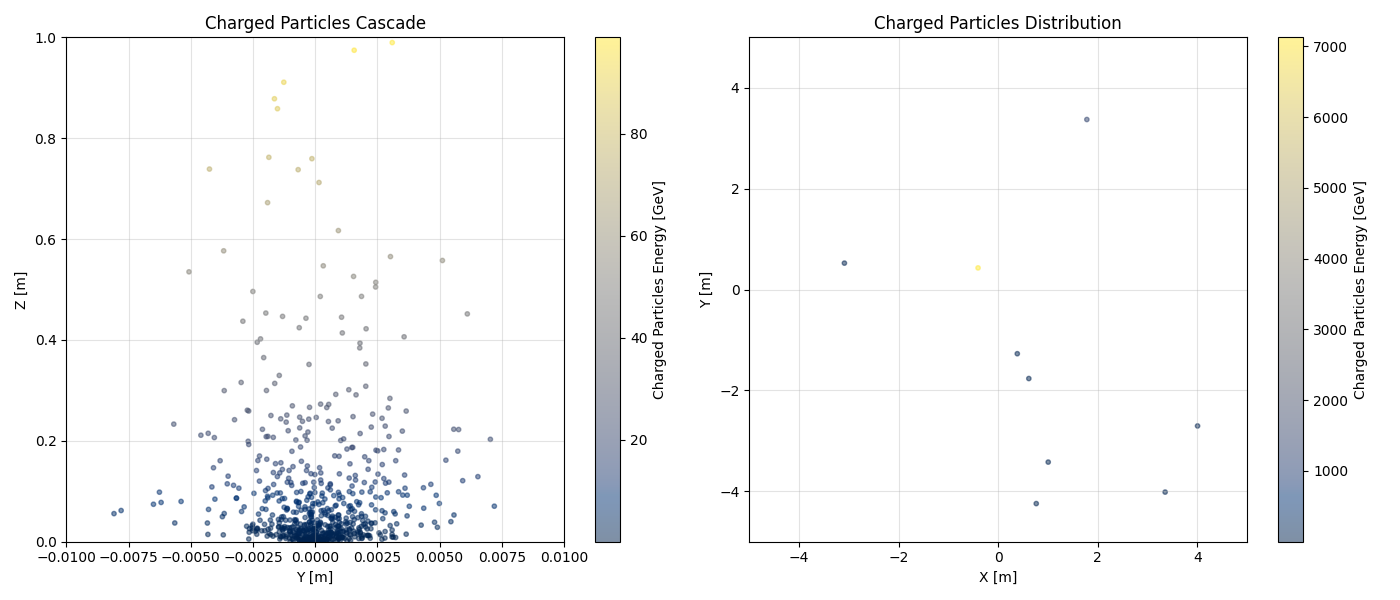 Charged Particles Cascade
Z [m]
1.0
0.8
0.6
0.4
0.2
0.0
−0.0100 −0.0075 −0.0050 −0.0025 0.0000 0.0025 0.0050 0.0075 0.0100
Y [m]
80
60
40
20
Charged Particles Energy [GeV]
Charged Particles Distribution
Y [m]
4
2
0
−2
−4
−4 −2 0 2 4
X [m]
7000
6000
5000
4000
3000
2000
1000
Charged Particles Energy [GeV]